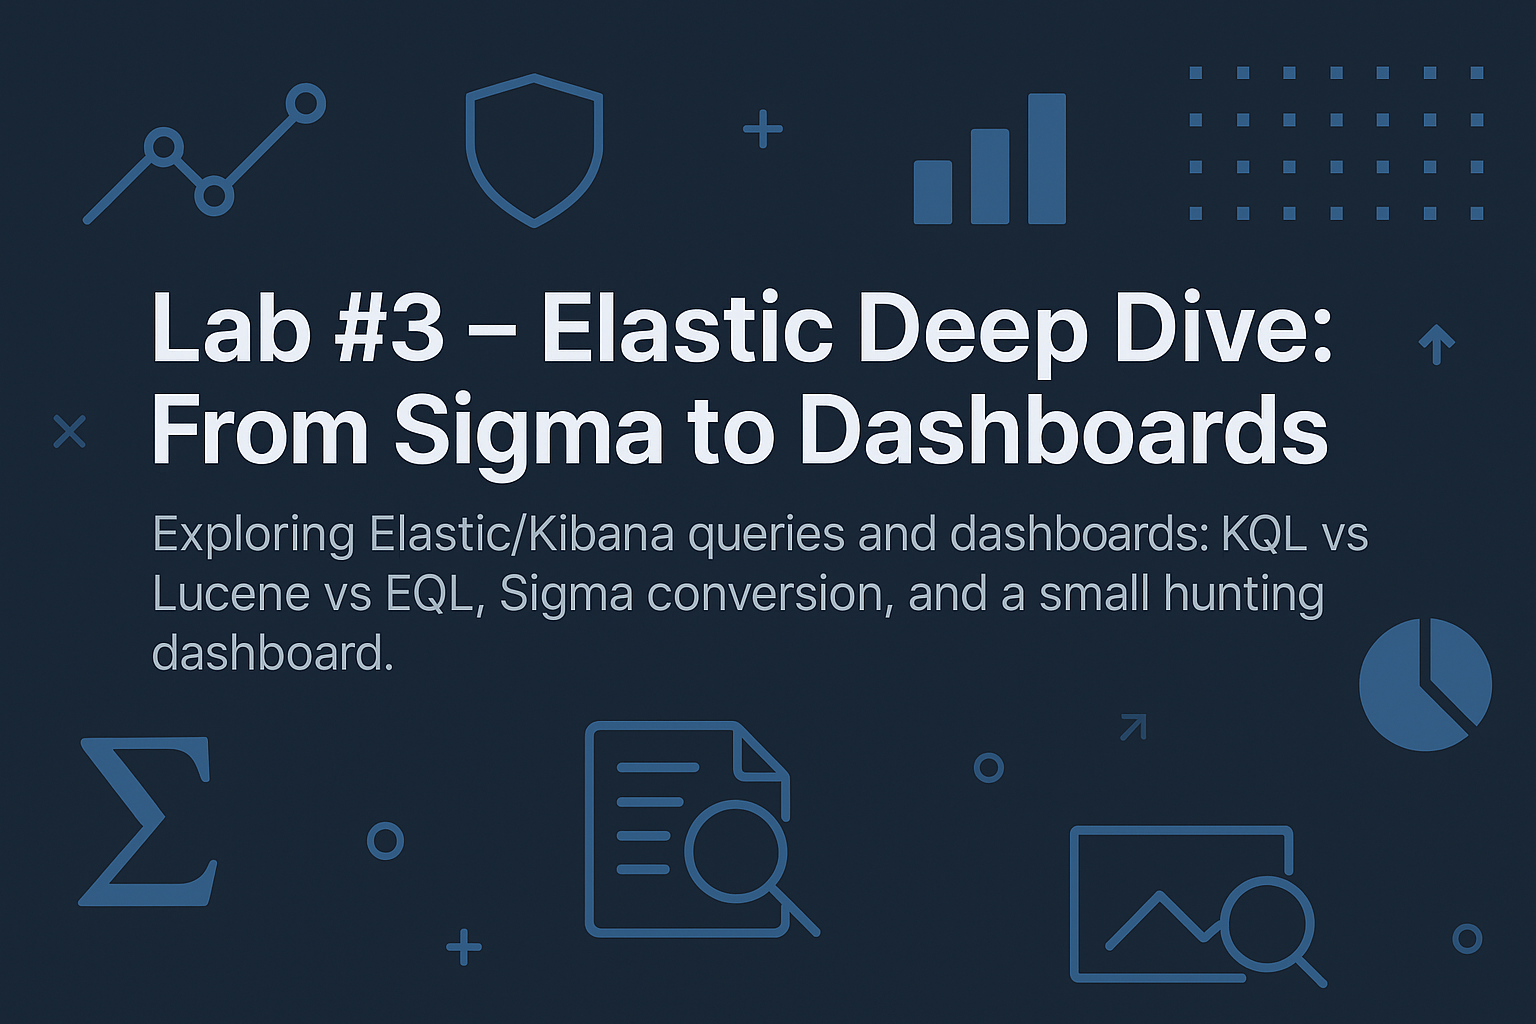 Lab #3 – Elastic Deep Dive:
From Sigma to Dashboards
Exploring Elastic/Kibana queries and dashboards: KQL vs
Lucene vs EQL, Sigma conversion, and a small hunting
dashboard.
Σ